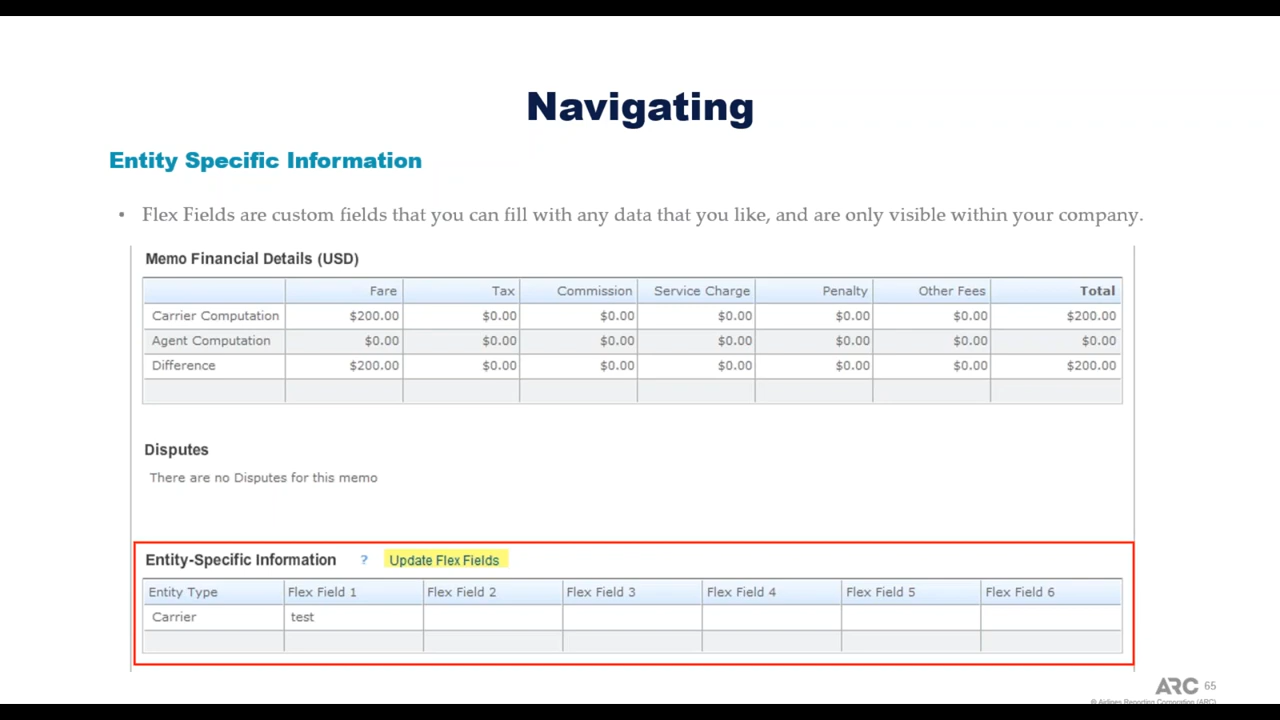 Navigating
Entity Specific Information
• Flex Fields are custom fields that you can fill with any data that you like, and are only visible within your company.
Memo Financial Details (USD)
Fare Tax Commission Service Charge Penalty Other Fees Total
Carrier Computation $200.00 $0.00 $0.00 $0.00 $0.00 $0.00 $200.00
Agent Computation $0.00 $0.00 $0.00 $0.00 $0.00 $0.00 $0.00
Difference $200.00 $0.00 $0.00 $0.00 $0.00 $0.00 $200.00
Disputes
There are no Disputes for this memo
Entity-Specific Information ? Update Flex Fields
Entity Type Flex Field 1 Flex Field 2 Flex Field 3 Flex Field 4 Flex Field 5 Flex Field 6
Carrier test
ARC 65
© Airlines Reporting Corporation (ARC)